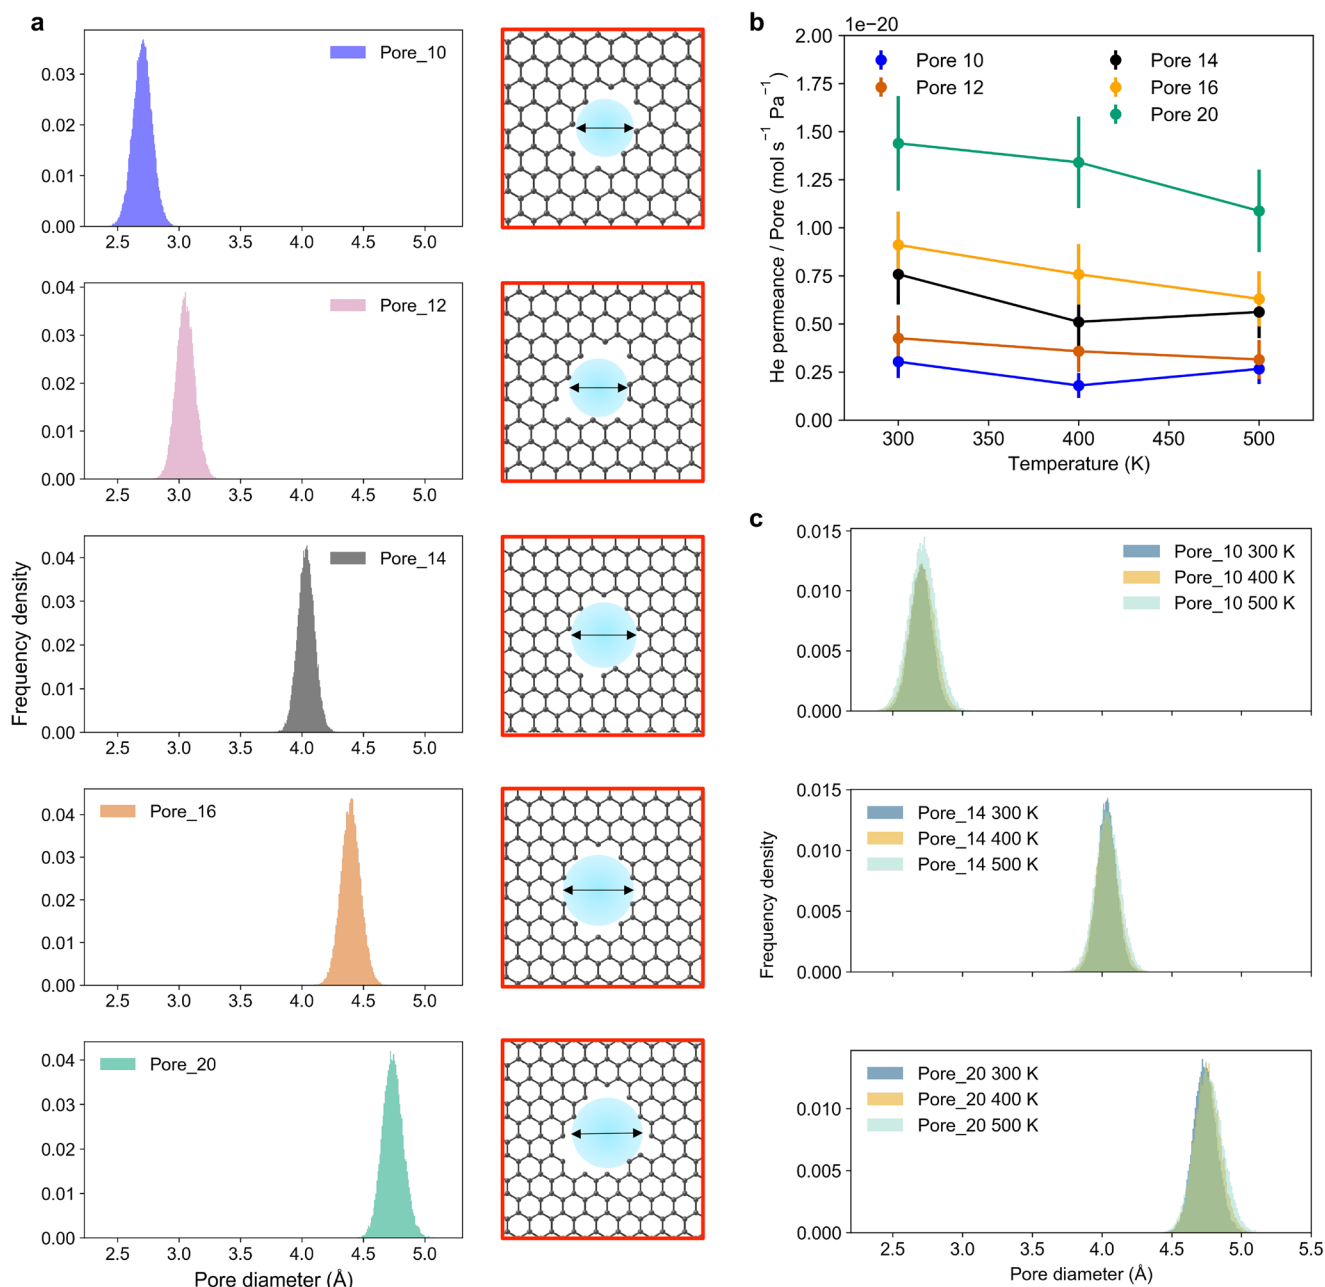 a
Pore_10
0.03
0.02
0.01
0.00
2.5 3.0 3.5 4.0 4.5 5.0
Pore_12
0.04
0.03
0.02
0.01
0.00
2.5 3.0 3.5 4.0 4.5 5.0
Frequency density
Pore_14
0.04
0.03
0.02
0.01
0.00
2.5 3.0 3.5 4.0 4.5 5.0
Pore_16
0.04
0.03
0.02
0.01
0.00
2.5 3.0 3.5 4.0 4.5 5.0
Pore_20
0.04
0.03
0.02
0.01
0.00
2.5 3.0 3.5 4.0 4.5 5.0
Pore diameter (Å)
b
1e−20
He permeance / Pore (mol s⁻¹ Pa⁻¹)
2.00
1.75
1.50
1.25
1.00
0.75
0.50
0.25
0.00
Pore 10
Pore 12
Pore 14
Pore 16
Pore 20
300 350 400 450 500
Temperature (K)
c
0.015
0.010
0.005
0.000
Pore_10 300 K
Pore_10 400 K
Pore_10 500 K
Frequency density
0.015
0.010
0.005
0.000
Pore_14 300 K
Pore_14 400 K
Pore_14 500 K
0.010
0.005
0.000
Pore_20 300 K
Pore_20 400 K
Pore_20 500 K
2.5 3.0 3.5 4.0 4.5 5.0 5.5
Pore diameter (Å)